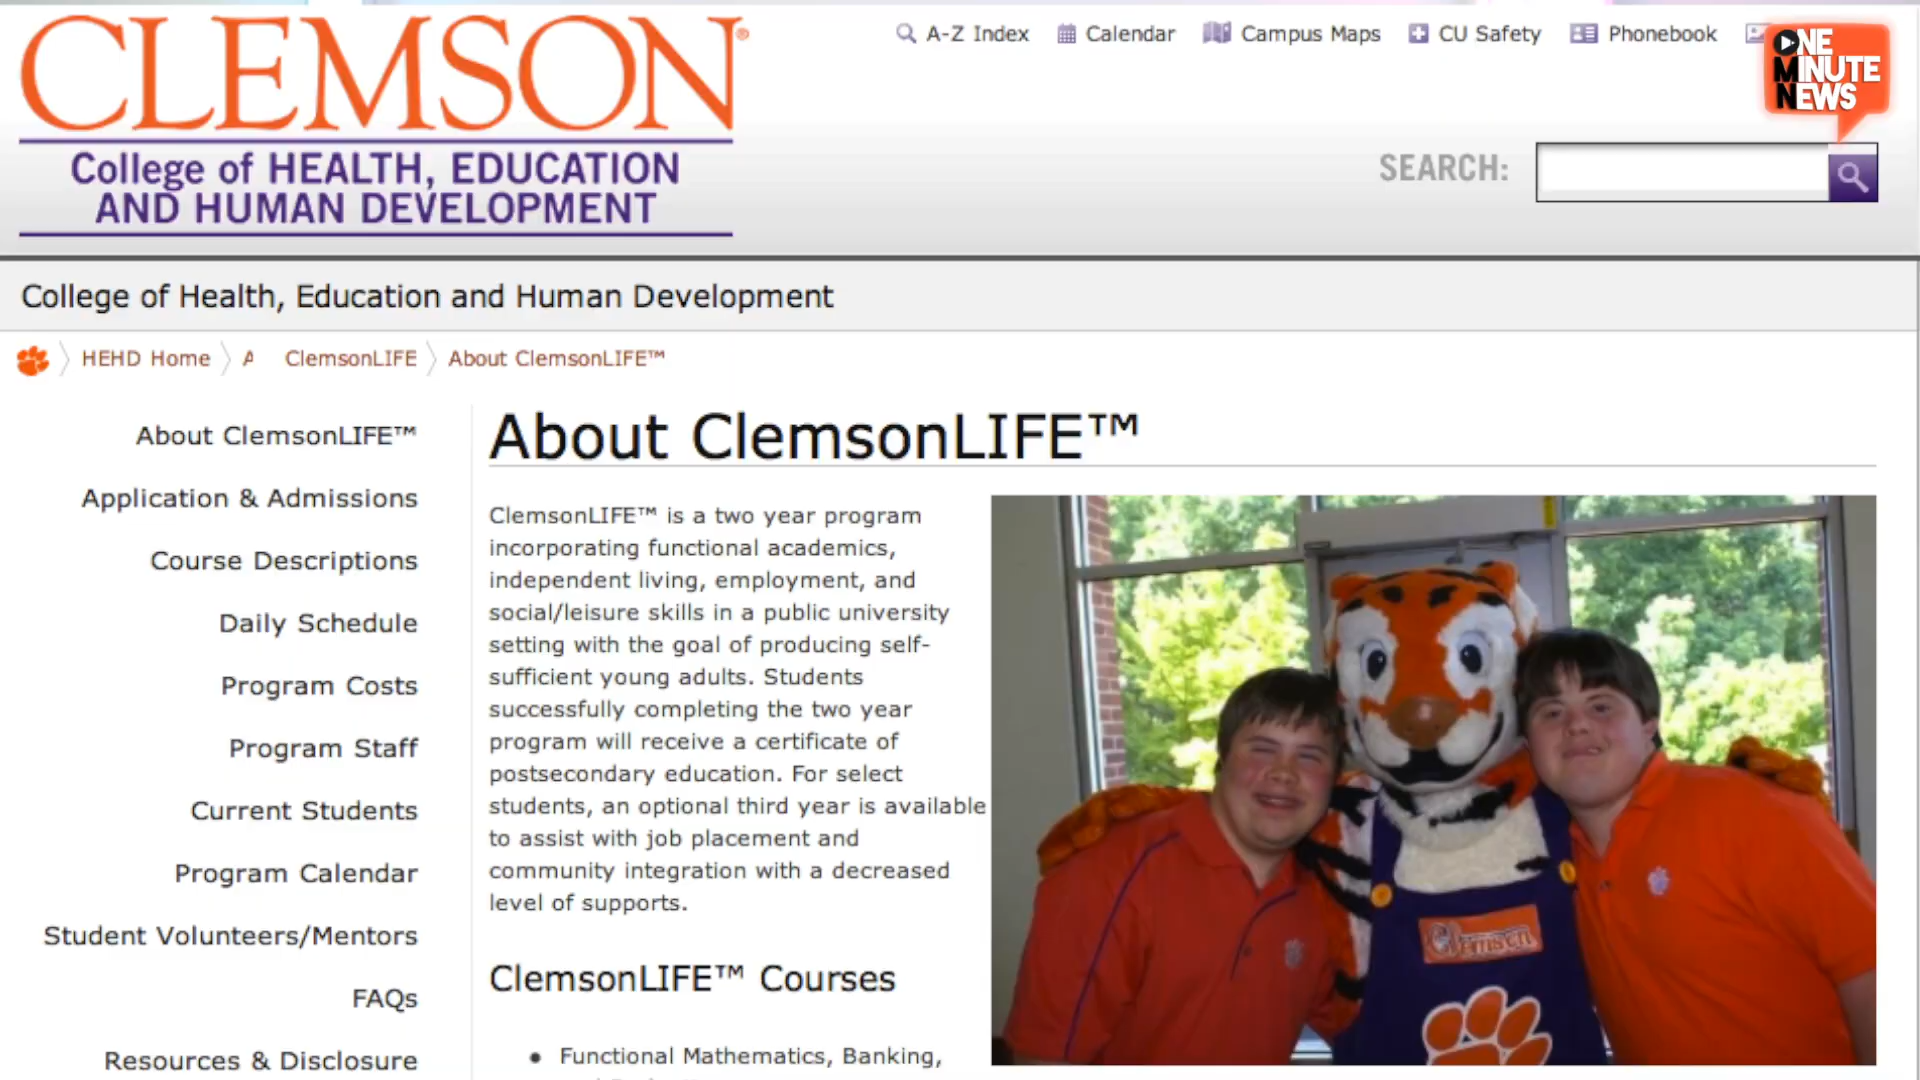 CLEMSON®
College of HEALTH, EDUCATION
AND HUMAN DEVELOPMENT
A-Z Index
Calendar
Campus Maps
CU Safety
Phonebook
ONE
MINUTE
NEWS
SEARCH:
College of Health, Education and Human Development
HEHD Home
A
ClemsonLIFE
About ClemsonLIFE™
About ClemsonLIFE™
Application & Admissions
Course Descriptions
Daily Schedule
Program Costs
Program Staff
Current Students
Program Calendar
Student Volunteers/Mentors
FAQs
Resources & Disclosure
About ClemsonLIFE™
ClemsonLIFE™ is a two year program
incorporating functional academics,
independent living, employment, and
social/leisure skills in a public university
setting with the goal of producing self-
sufficient young adults. Students
successfully completing the two year
program will receive a certificate of
postsecondary education. For select
students, an optional third year is available
to assist with job placement and
community integration with a decreased
level of supports.
ClemsonLIFE™ Courses
Functional Mathematics, Banking,
Clemson